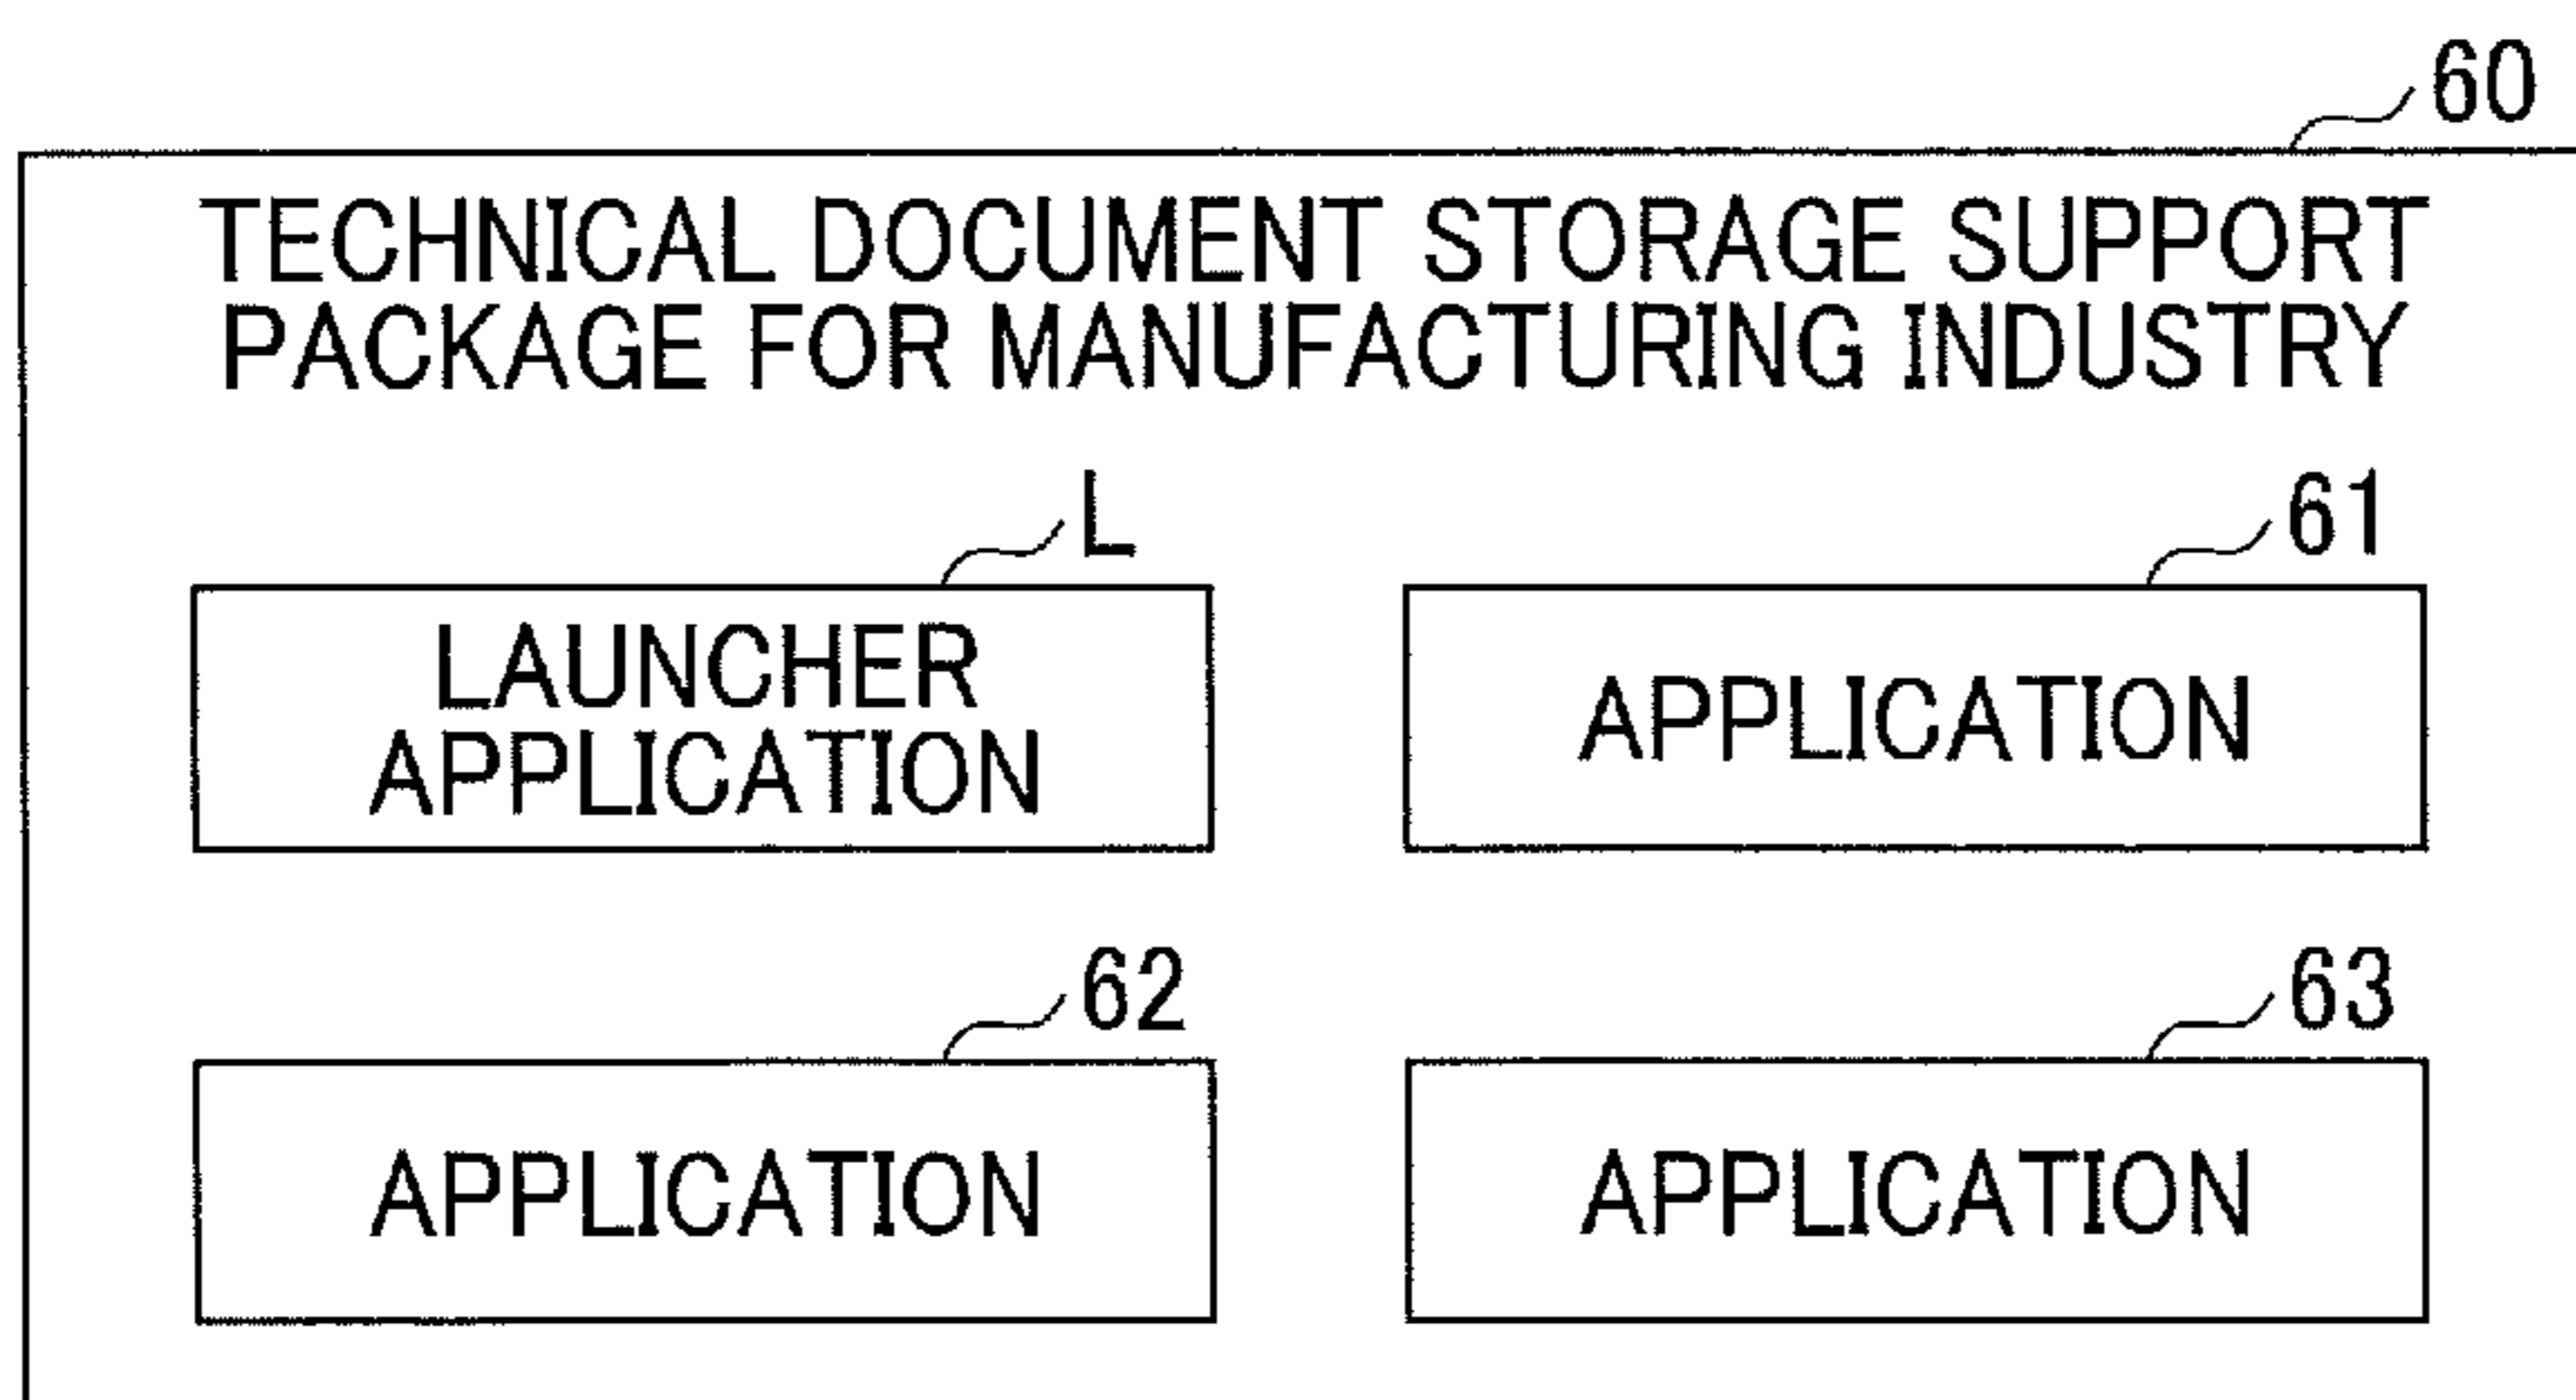 60
TECHNICAL DOCUMENT STORAGE SUPPORT
PACKAGE FOR MANUFACTURING INDUSTRY
L
61
LAUNCHER
APPLICATION
APPLICATION
62
63
APPLICATION
APPLICATION